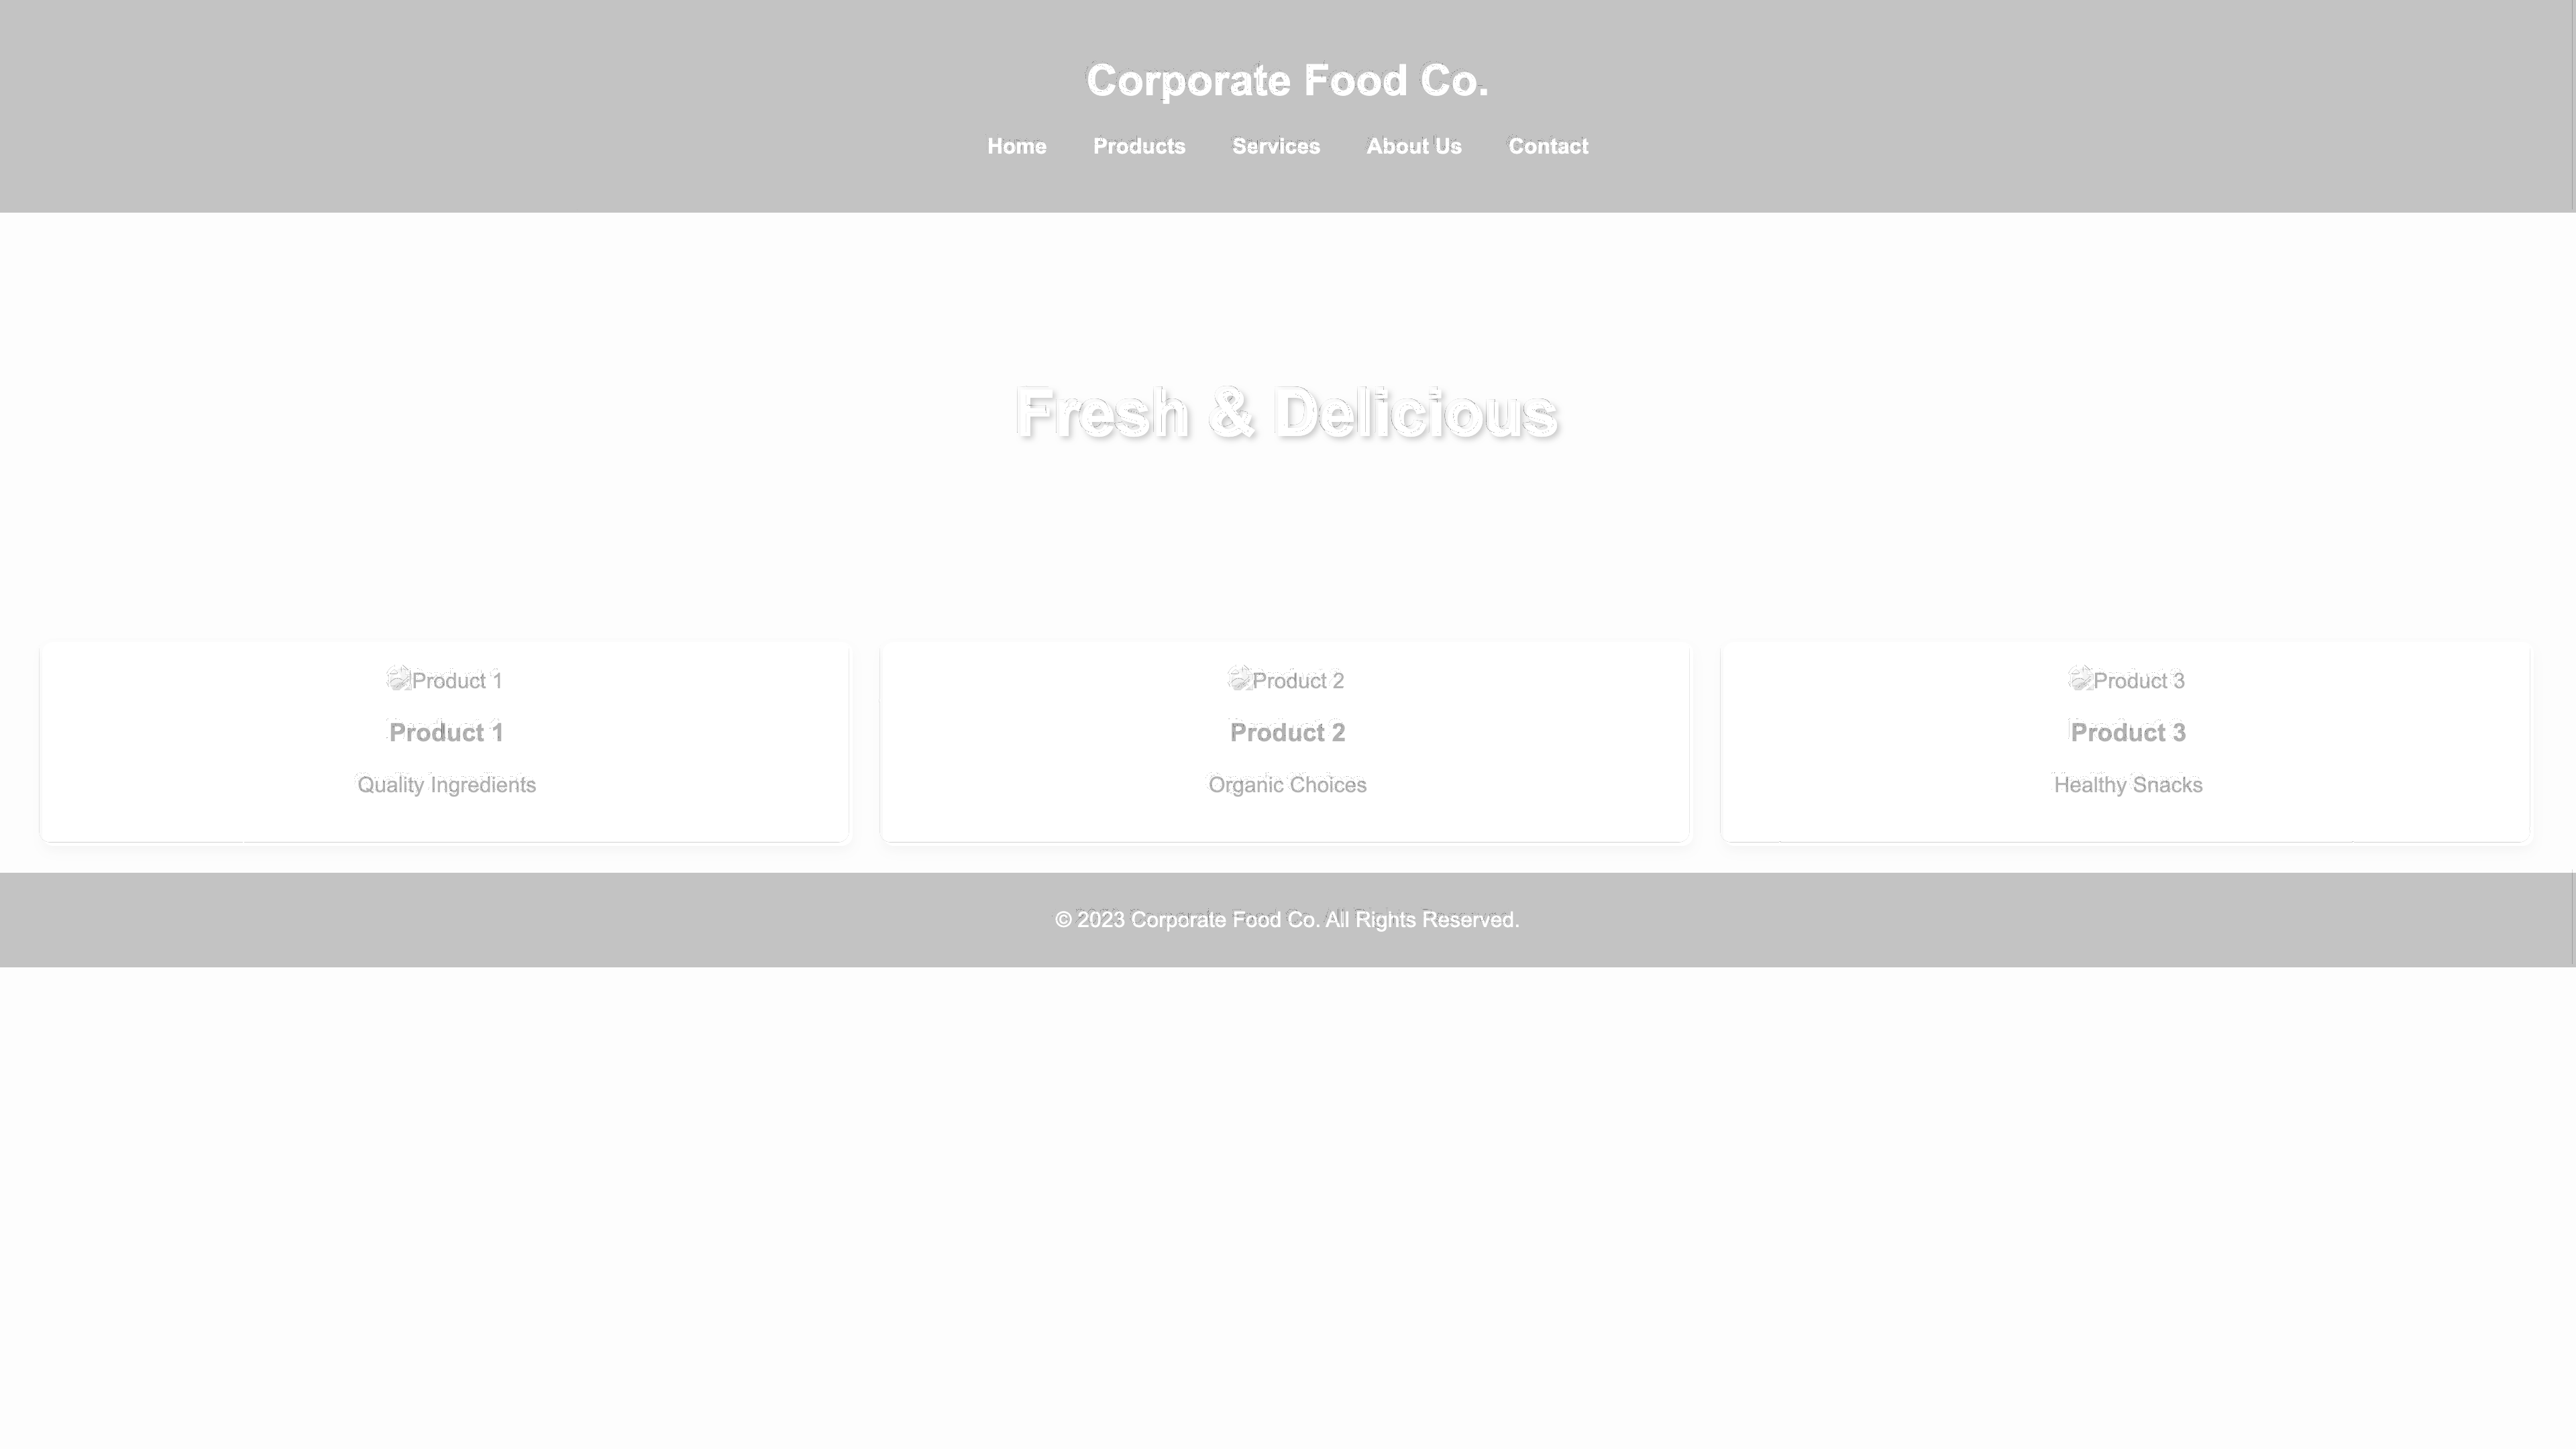 Corporate Food Co.
Home Products Services About Us Contact
Fresh & Delicious
Product 1
Product 1
Quality Ingredients
Product 2
Product 2
Organic Choices
Product 3
Product 3
Healthy Snacks
© 2023 Corporate Food Co. All Rights Reserved.